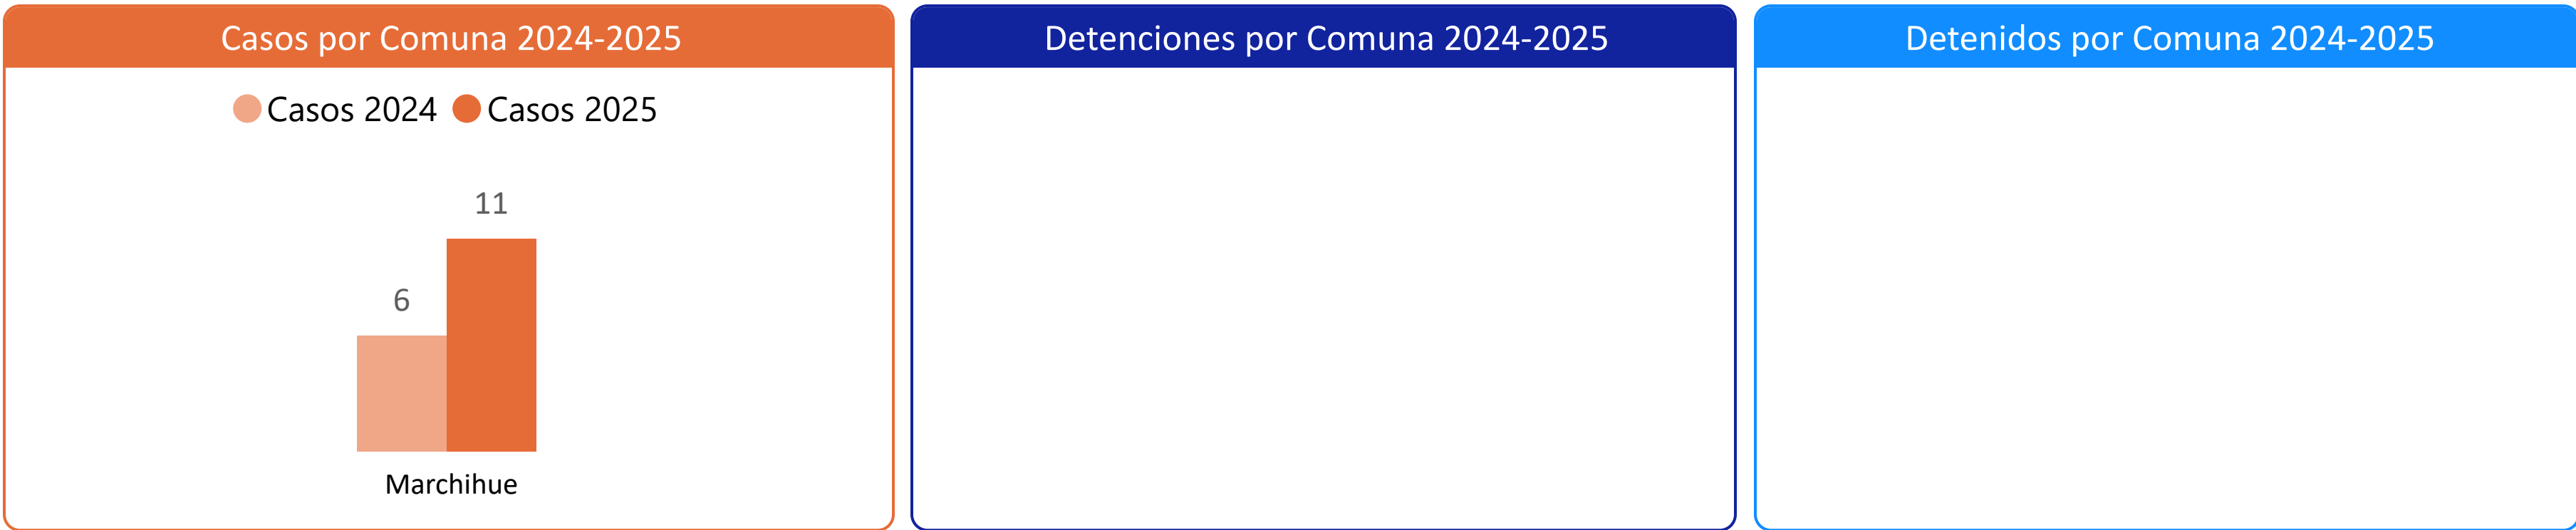 Casos por Comuna 2024-2025
Casos 2024 Casos 2025
11
6
Marchihue
Detenciones por Comuna 2024-2025
Detenidos por Comuna 2024-2025